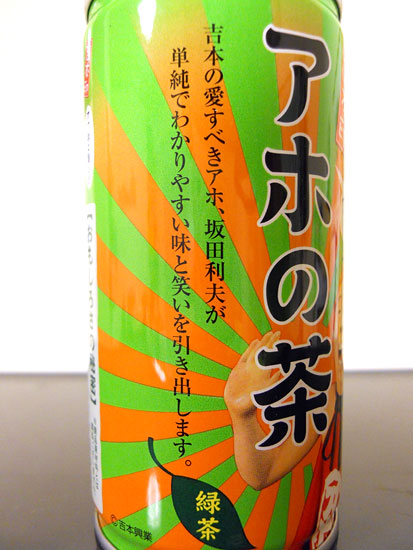 アホの茶
吉本の愛すべきアホ、坂田利夫が
単純でわかりやすい味と笑いを引き出します。
緑茶
©吉本興業